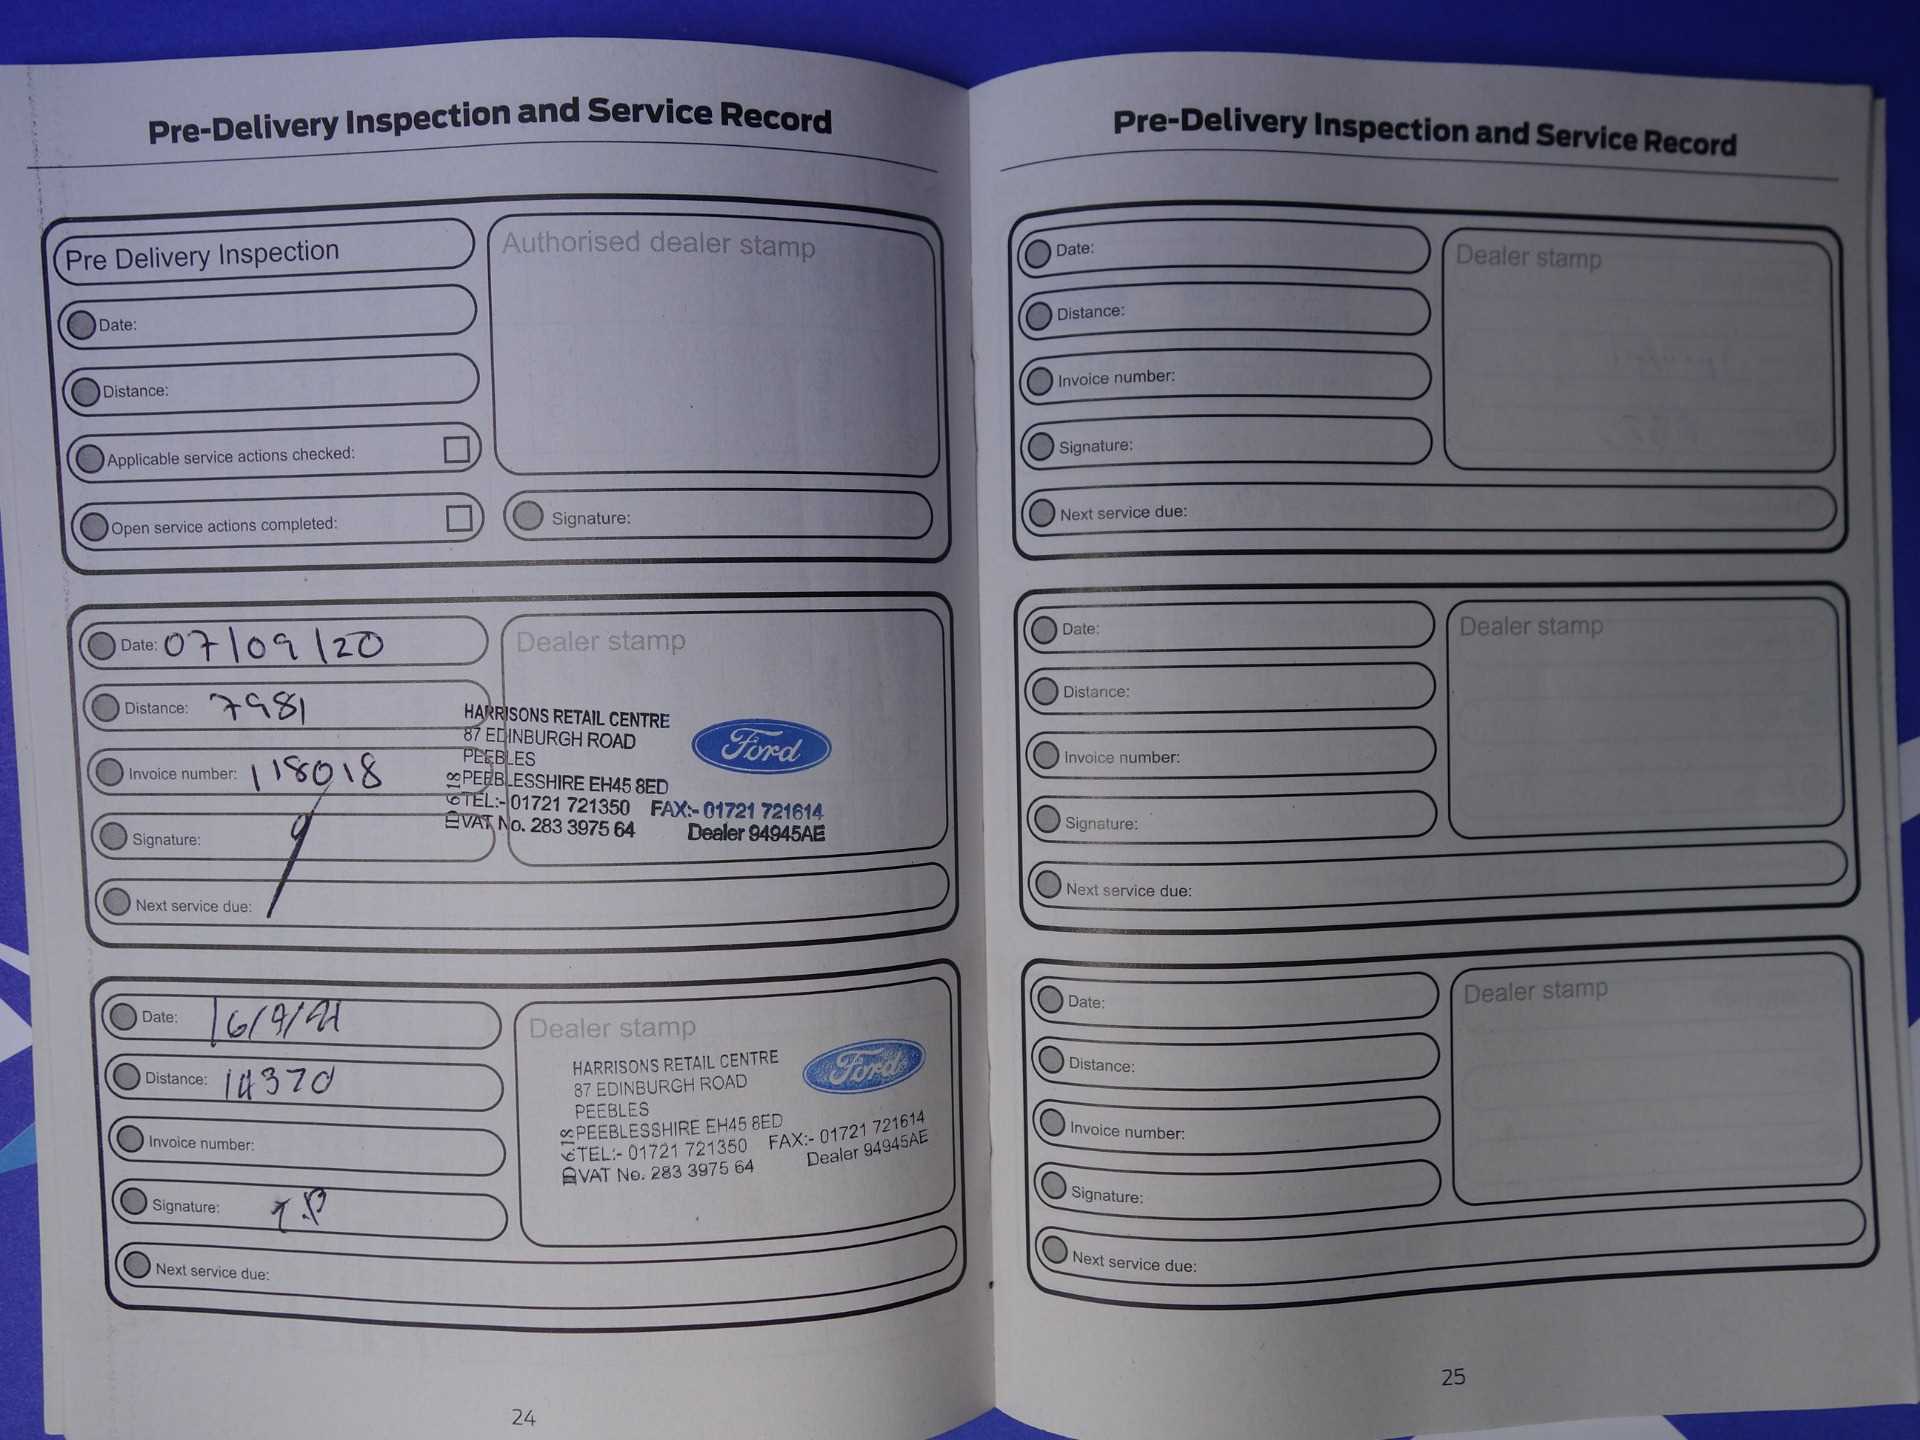 Pre-Delivery Inspection and Service Record
Pre Delivery Inspection
Date:
Distance:
Applicable service actions checked:
Open service actions completed:
Authorised dealer stamp
Signature:
Date: 07/09/20
Distance: 7981
Invoice number: 118018
Signature:
Next service due:
Dealer stamp
HARRISONS RETAIL CENTRE
87 EDINBURGH ROAD
PEEBLES
PEEBLESSHIRE EH45 8ED
TEL:- 01721 721350 FAX:- 01721 721614
VAT No. 283 3975 64 Dealer 94945AE
Ford
Date: 16/9/21
Distance: 14370
Invoice number:
Signature:
Next service due:
Dealer stamp
HARRISONS RETAIL CENTRE
87 EDINBURGH ROAD
PEEBLES
PEEBLESSHIRE EH45 8ED
TEL:- 01721 721350 FAX:- 01721 721614
VAT No. 283 3975 64 Dealer 94945AE
Ford
24
Pre-Delivery Inspection and Service Record
Date:
Distance:
Invoice number:
Signature:
Next service due:
Dealer stamp
Date:
Distance:
Invoice number:
Signature:
Next service due:
Dealer stamp
Date:
Distance:
Invoice number:
Signature:
Next service due:
Dealer stamp
25